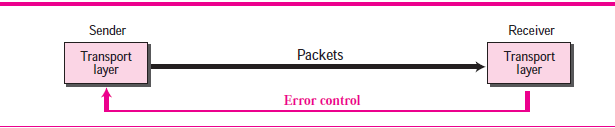 Sender
Receiver
Transport
layer
Packets
Transport
layer
Error control